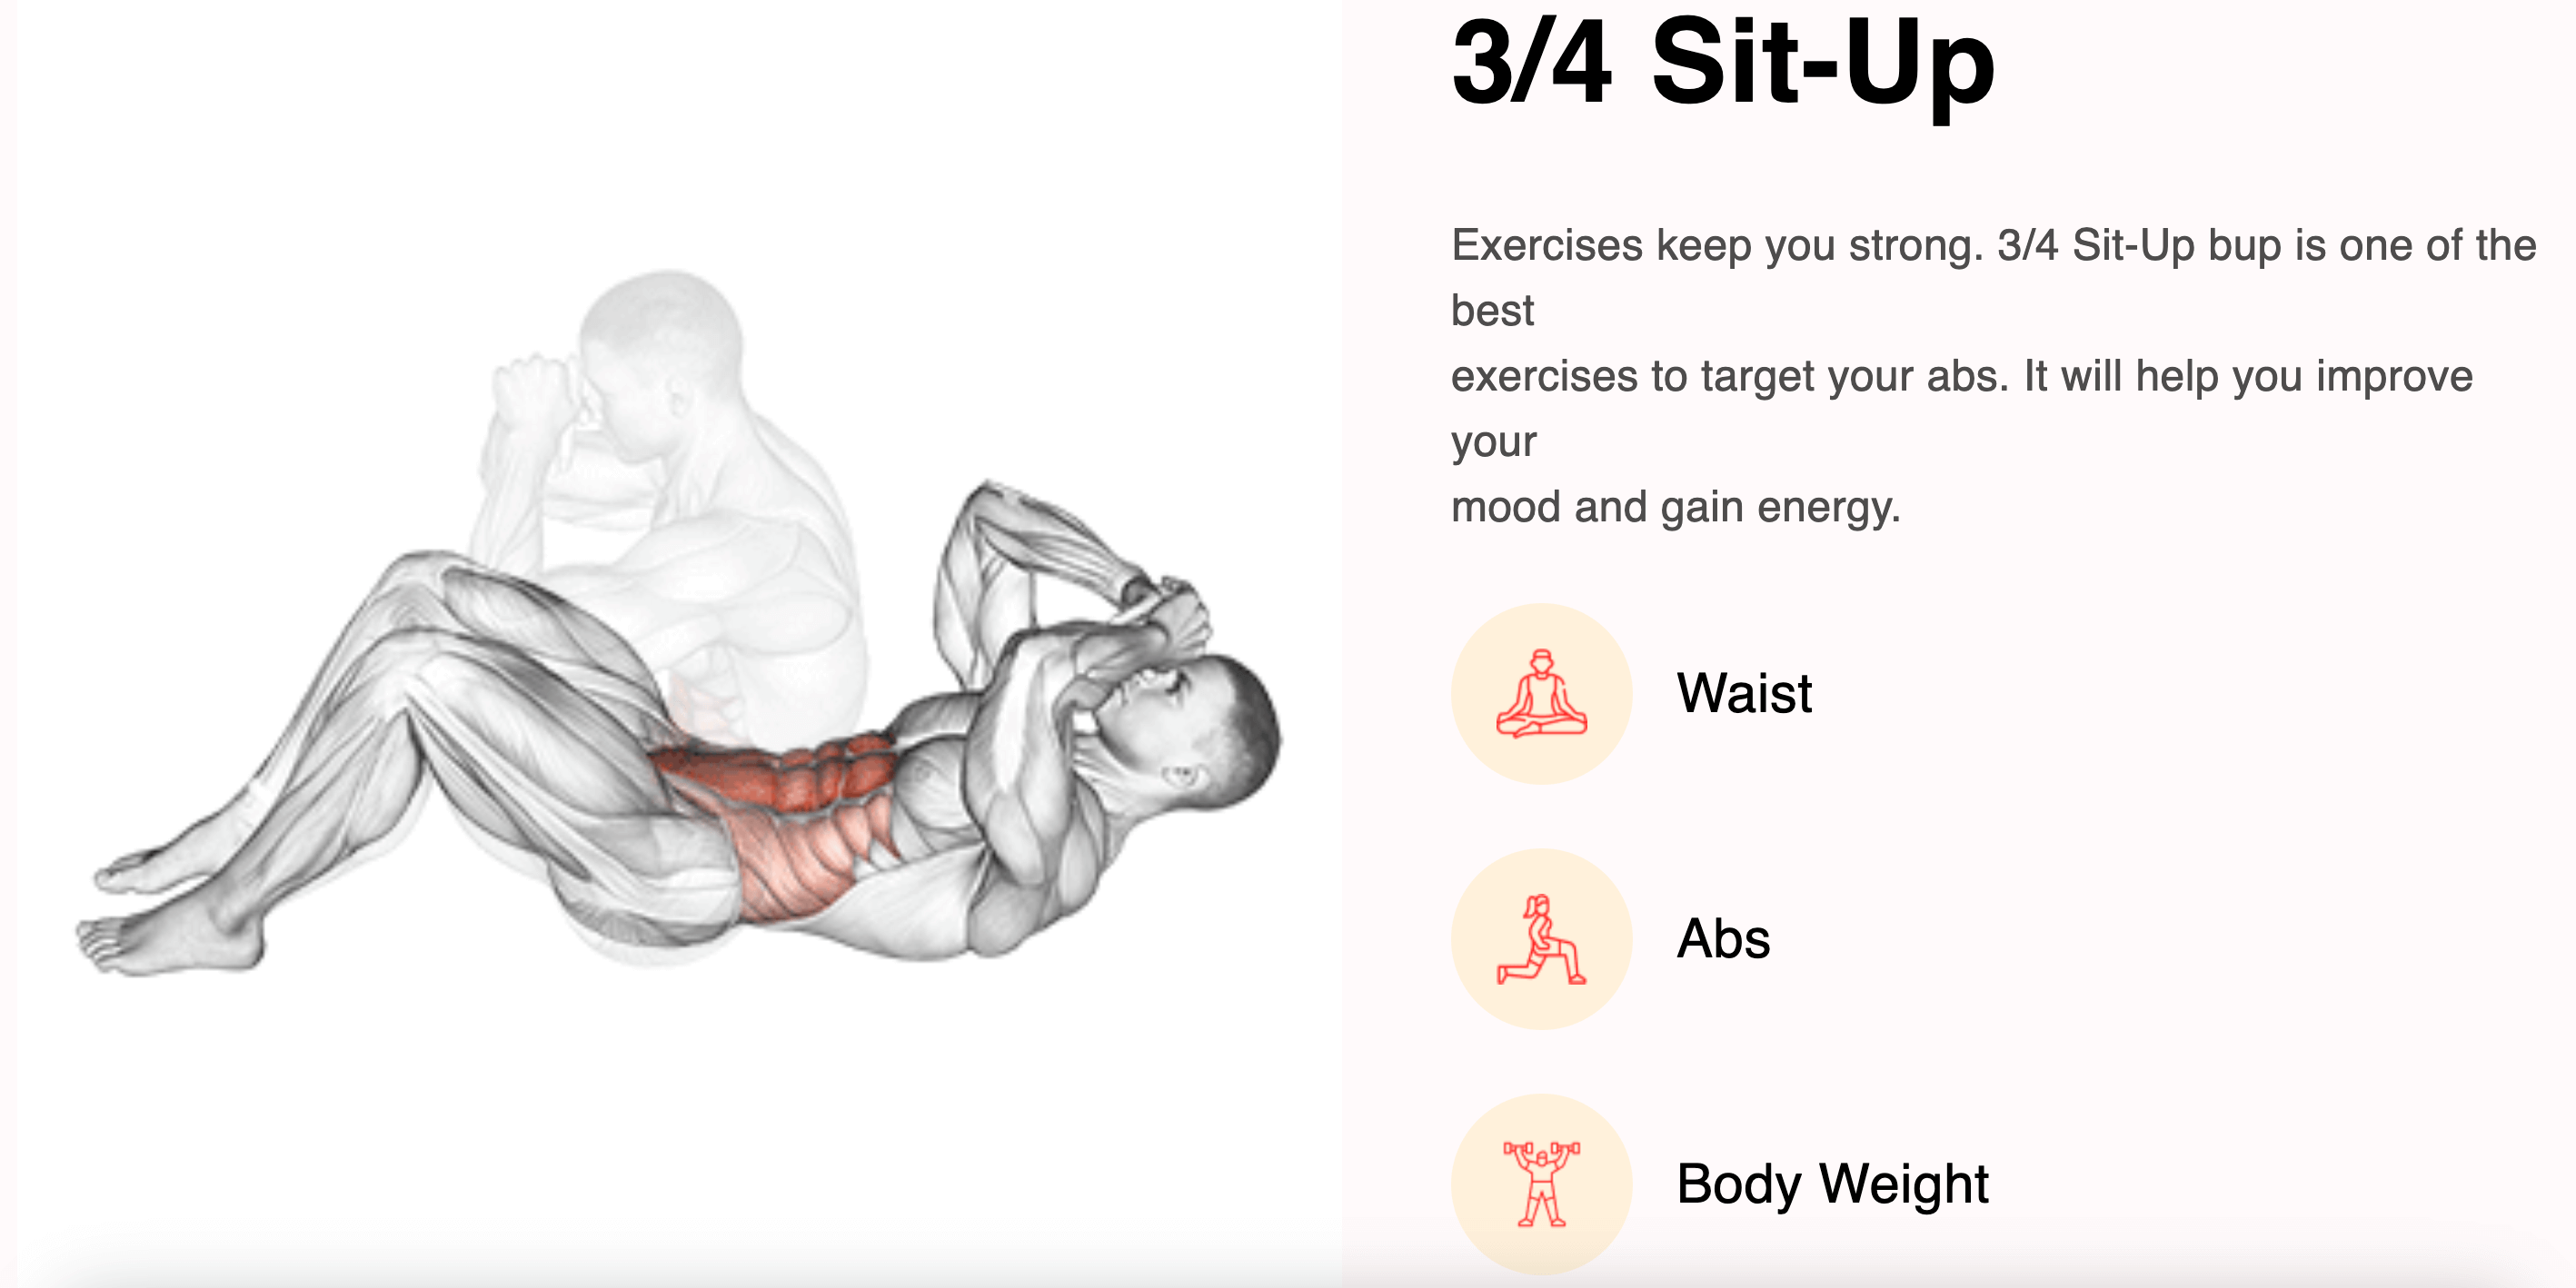 3/4 Sit-Up
Exercises keep you strong. 3/4 Sit-Up bup is one of the
best
exercises to target your abs. It will help you improve
your
mood and gain energy.
Waist
Abs
Body Weight